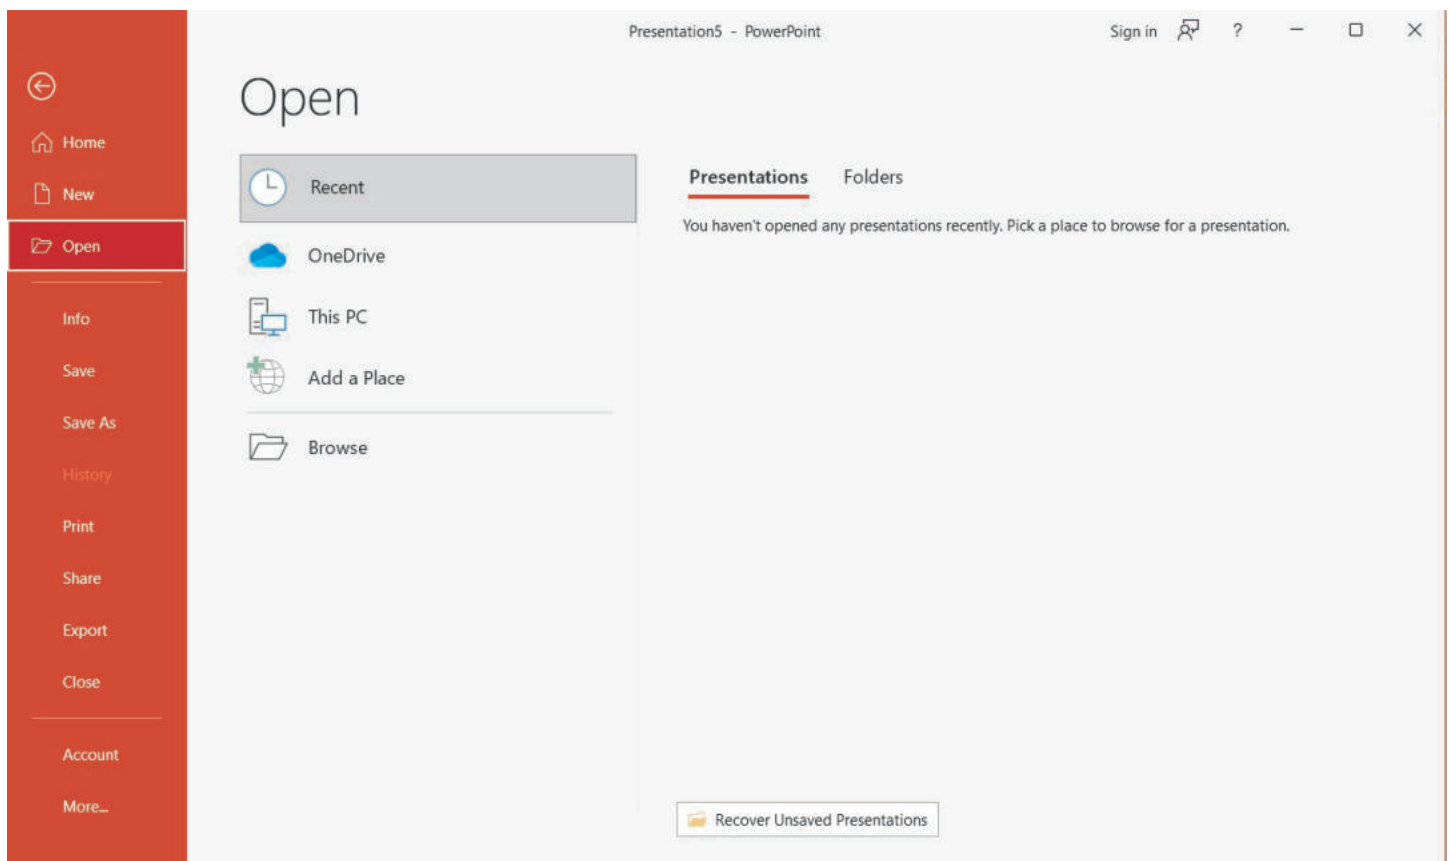 Presentation5 - PowerPoint
Sign in
?
Home
New
Open
Info
Save
Save As
History
Print
Share
Export
Close
Account
More...
Open
Recent
OneDrive
This PC
Add a Place
Browse
Presentations Folders
You haven't opened any presentations recently. Pick a place to browse for a presentation.
Recover Unsaved Presentations